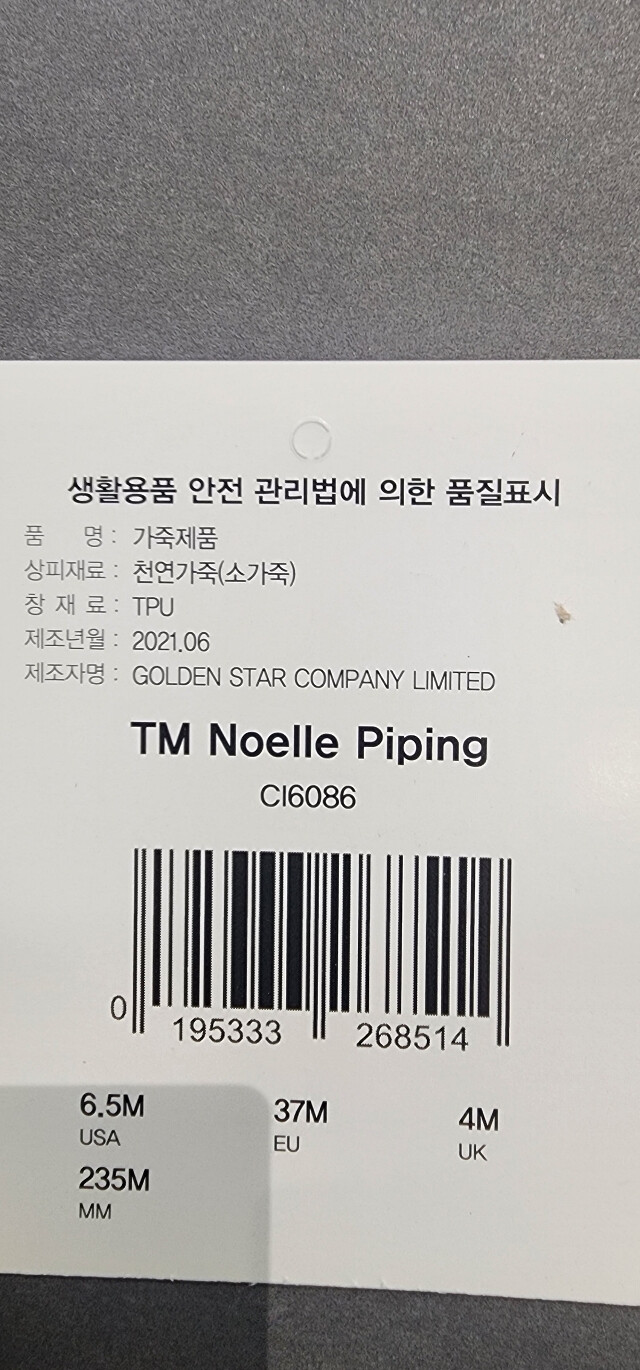 생활용품 안전 관리법에 의한 품질표시
품 명 : 가죽제품
상피재료 : 천연가죽(소가죽)
창 재 료 : TPU
제조년월 : 2021.06
제조자명 : GOLDEN STAR COMPANY LIMITED
TM Noelle Piping
CI6086
0 195333 268514
6.5M 37M 4M
USA EU UK
235M
MM